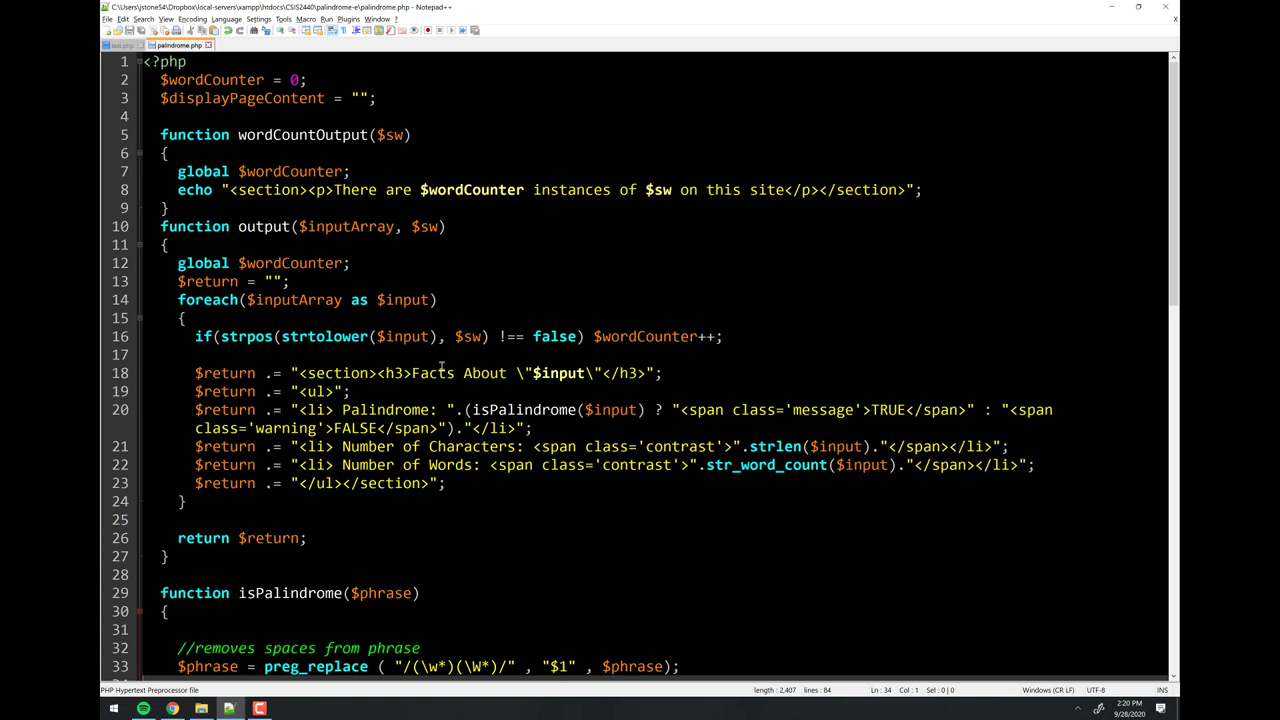 C:\Users\jstone54\Dropbox\local-servers\xampp\htdocs\CSIS2440\palindrome-e\palindrome.php - Notepad++
File Edit Search View Encoding Language Settings Tools Macro Run Plugins Window ?
X
test.php palindrome.php
1 <?php
2 $wordCounter = 0;
3 $displayPageContent = "";
4
5 function wordCountOutput($sw)
6 {
7 global $wordCounter;
8 echo "<section><p>There are $wordCounter instances of $sw on this site</p></section>";
9 }
10 function output($inputArray, $sw)
11 {
12 global $wordCounter;
13 $return = "";
14 foreach($inputArray as $input)
15 {
16 if(strpos(strtolower($input), $sw) !== false) $wordCounter++;
17
18 $return .= "<section><h3>Facts About \"$input\"</h3>";
19 $return .= "<ul>";
20 $return .= "<li> Palindrome: ".(isPalindrome($input) ? "<span class='message'>TRUE</span>" : "<span
class='warning'>FALSE</span>")."</li>";
21 $return .= "<li> Number of Characters: <span class='contrast'>".strlen($input)."</span></li>";
22 $return .= "<li> Number of Words: <span class='contrast'>".str_word_count($input)."</span></li>";
23 $return .= "</ul></section>";
24 }
25
26 return $return;
27 }
28
29 function isPalindrome($phrase)
30 {
31
32 //removes spaces from phrase
33 $phrase = preg_replace ( "/(\w*)(\W*)/" , "$1" , $phrase);
PHP Hypertext Preprocessor file length : 2,407 lines : 84 Ln : 34 Col : 1 Sel : 0 | 0 Windows (CR LF) UTF-8 INS
2:20 PM
9/28/2020